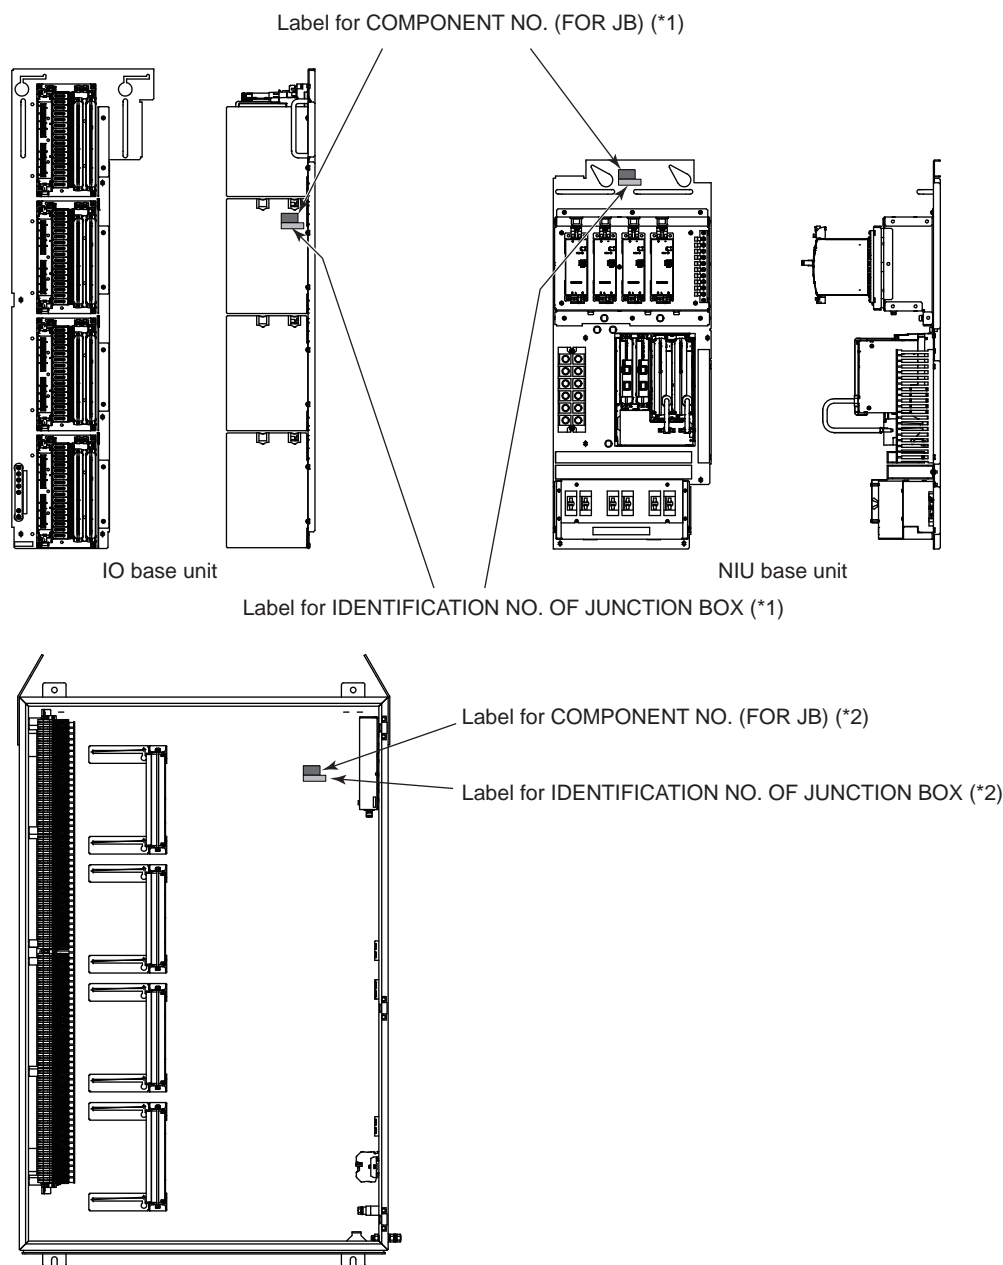 Label for COMPONENT NO. (FOR JB) (*1)
IO base unit
NIU base unit
Label for IDENTIFICATION NO. OF JUNCTION BOX (*1)
Label for COMPONENT NO. (FOR JB) (*2)
Label for IDENTIFICATION NO. OF JUNCTION BOX (*2)